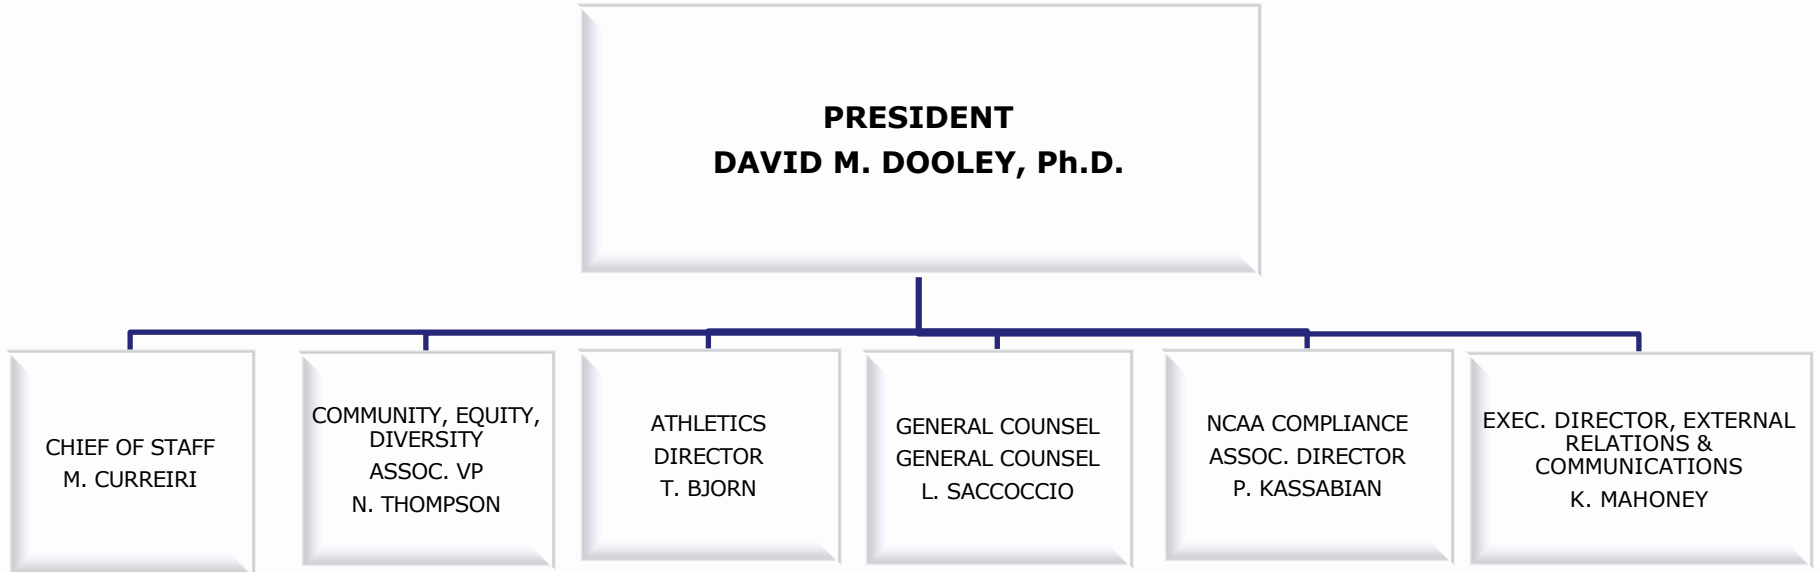 PRESIDENT
DAVID M. DOOLEY, Ph.D.
CHIEF OF STAFF
M. CURREIRI
COMMUNITY, EQUITY,
DIVERSITY
ASSOC. VP
N. THOMPSON
ATHLETICS
DIRECTOR
T. BJORN
GENERAL COUNSEL
GENERAL COUNSEL
L. SACCOCCIO
NCAA COMPLIANCE
ASSOC. DIRECTOR
P. KASSABIAN
EXEC. DIRECTOR, EXTERNAL
RELATIONS &
COMMUNICATIONS
K. MAHONEY